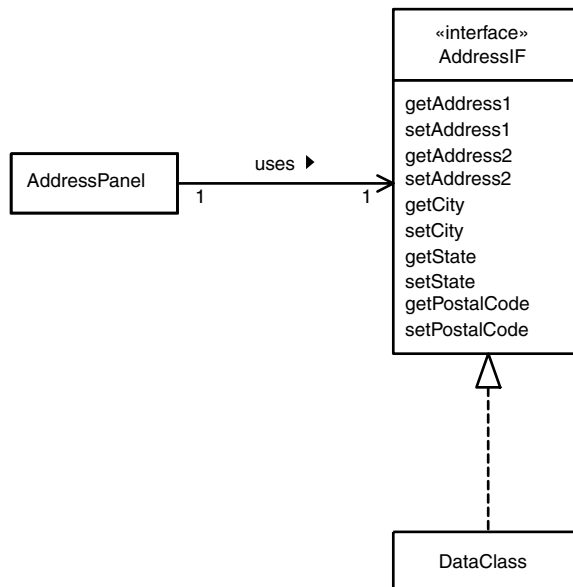 «interface»
AddressIF
getAddress1
setAddress1
getAddress2
setAddress2
getCity
setCity
getState
setState
getPostalCode
setPostalCode
AddressPanel
uses
1
1
DataClass